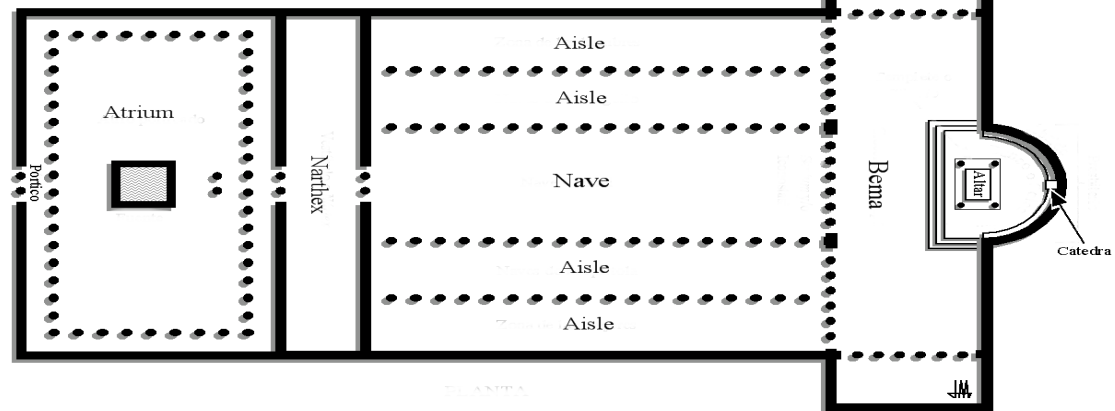 Aisle
Aisle
Atrium
Portico
Narthex
Nave
Bema
Altar
Catedra
Aisle
Aisle